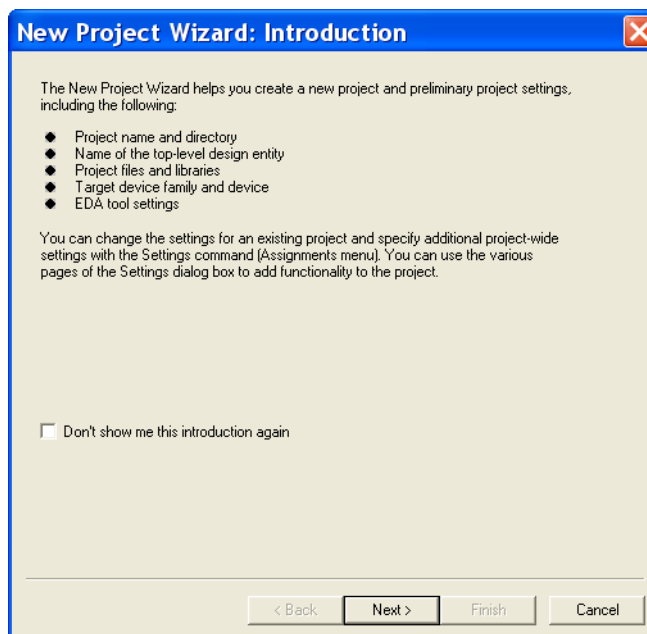 New Project Wizard: Introduction
The New Project Wizard helps you create a new project and preliminary project settings,
including the following:
Project name and directory
Name of the top-level design entity
Project files and libraries
Target device family and device
EDA tool settings
You can change the settings for an existing project and specify additional project-wide
settings with the Settings command (Assignments menu). You can use the various
pages of the Settings dialog box to add functionality to the project.
Don't show me this introduction again
< Back Next > Finish Cancel